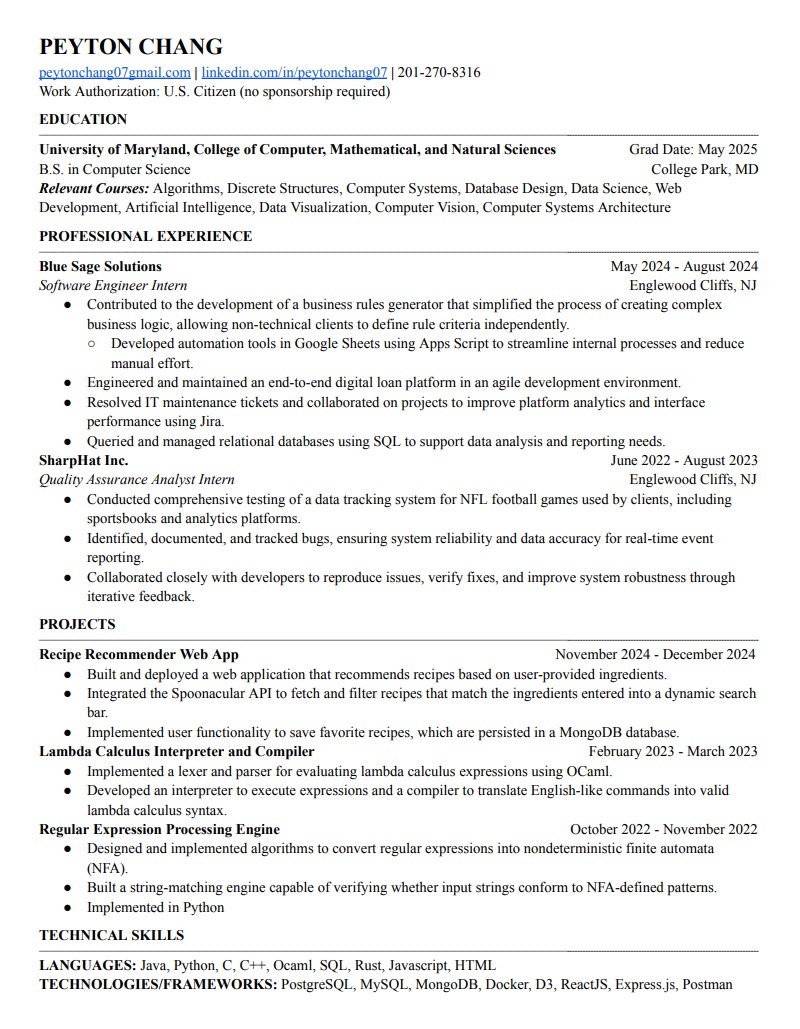 PEYTON CHANG
peytonchang07gmail.com | linkedin.com/in/peytonchang07 | 201-270-8316
Work Authorization: U.S. Citizen (no sponsorship required)
EDUCATION
University of Maryland, College of Computer, Mathematical, and Natural Sciences Grad Date: May 2025
B.S. in Computer Science College Park, MD
Relevant Courses: Algorithms, Discrete Structures, Computer Systems, Database Design, Data Science, Web
Development, Artificial Intelligence, Data Visualization, Computer Vision, Computer Systems Architecture
PROFESSIONAL EXPERIENCE
Blue Sage Solutions May 2024 - August 2024
Software Engineer Intern Englewood Cliffs, NJ
● Contributed to the development of a business rules generator that simplified the process of creating complex
business logic, allowing non-technical clients to define rule criteria independently.
○ Developed automation tools in Google Sheets using Apps Script to streamline internal processes and reduce
manual effort.
● Engineered and maintained an end-to-end digital loan platform in an agile development environment.
● Resolved IT maintenance tickets and collaborated on projects to improve platform analytics and interface
performance using Jira.
● Queried and managed relational databases using SQL to support data analysis and reporting needs.
SharpHat Inc. June 2022 - August 2023
Quality Assurance Analyst Intern Englewood Cliffs, NJ
● Conducted comprehensive testing of a data tracking system for NFL football games used by clients, including
sportsbooks and analytics platforms.
● Identified, documented, and tracked bugs, ensuring system reliability and data accuracy for real-time event
reporting.
● Collaborated closely with developers to reproduce issues, verify fixes, and improve system robustness through
iterative feedback.
PROJECTS
Recipe Recommender Web App November 2024 - December 2024
● Built and deployed a web application that recommends recipes based on user-provided ingredients.
● Integrated the Spoonacular API to fetch and filter recipes that match the ingredients entered into a dynamic search
bar.
● Implemented user functionality to save favorite recipes, which are persisted in a MongoDB database.
Lambda Calculus Interpreter and Compiler February 2023 - March 2023
● Implemented a lexer and parser for evaluating lambda calculus expressions using OCaml.
● Developed an interpreter to execute expressions and a compiler to translate English-like commands into valid
lambda calculus syntax.
Regular Expression Processing Engine October 2022 - November 2022
● Designed and implemented algorithms to convert regular expressions into nondeterministic finite automata
(NFA).
● Built a string-matching engine capable of verifying whether input strings conform to NFA-defined patterns.
● Implemented in Python
TECHNICAL SKILLS
LANGUAGES: Java, Python, C, C++, Ocaml, SQL, Rust, Javascript, HTML
TECHNOLOGIES/FRAMEWORKS: PostgreSQL, MySQL, MongoDB, Docker, D3, ReactJS, Express.js, Postman